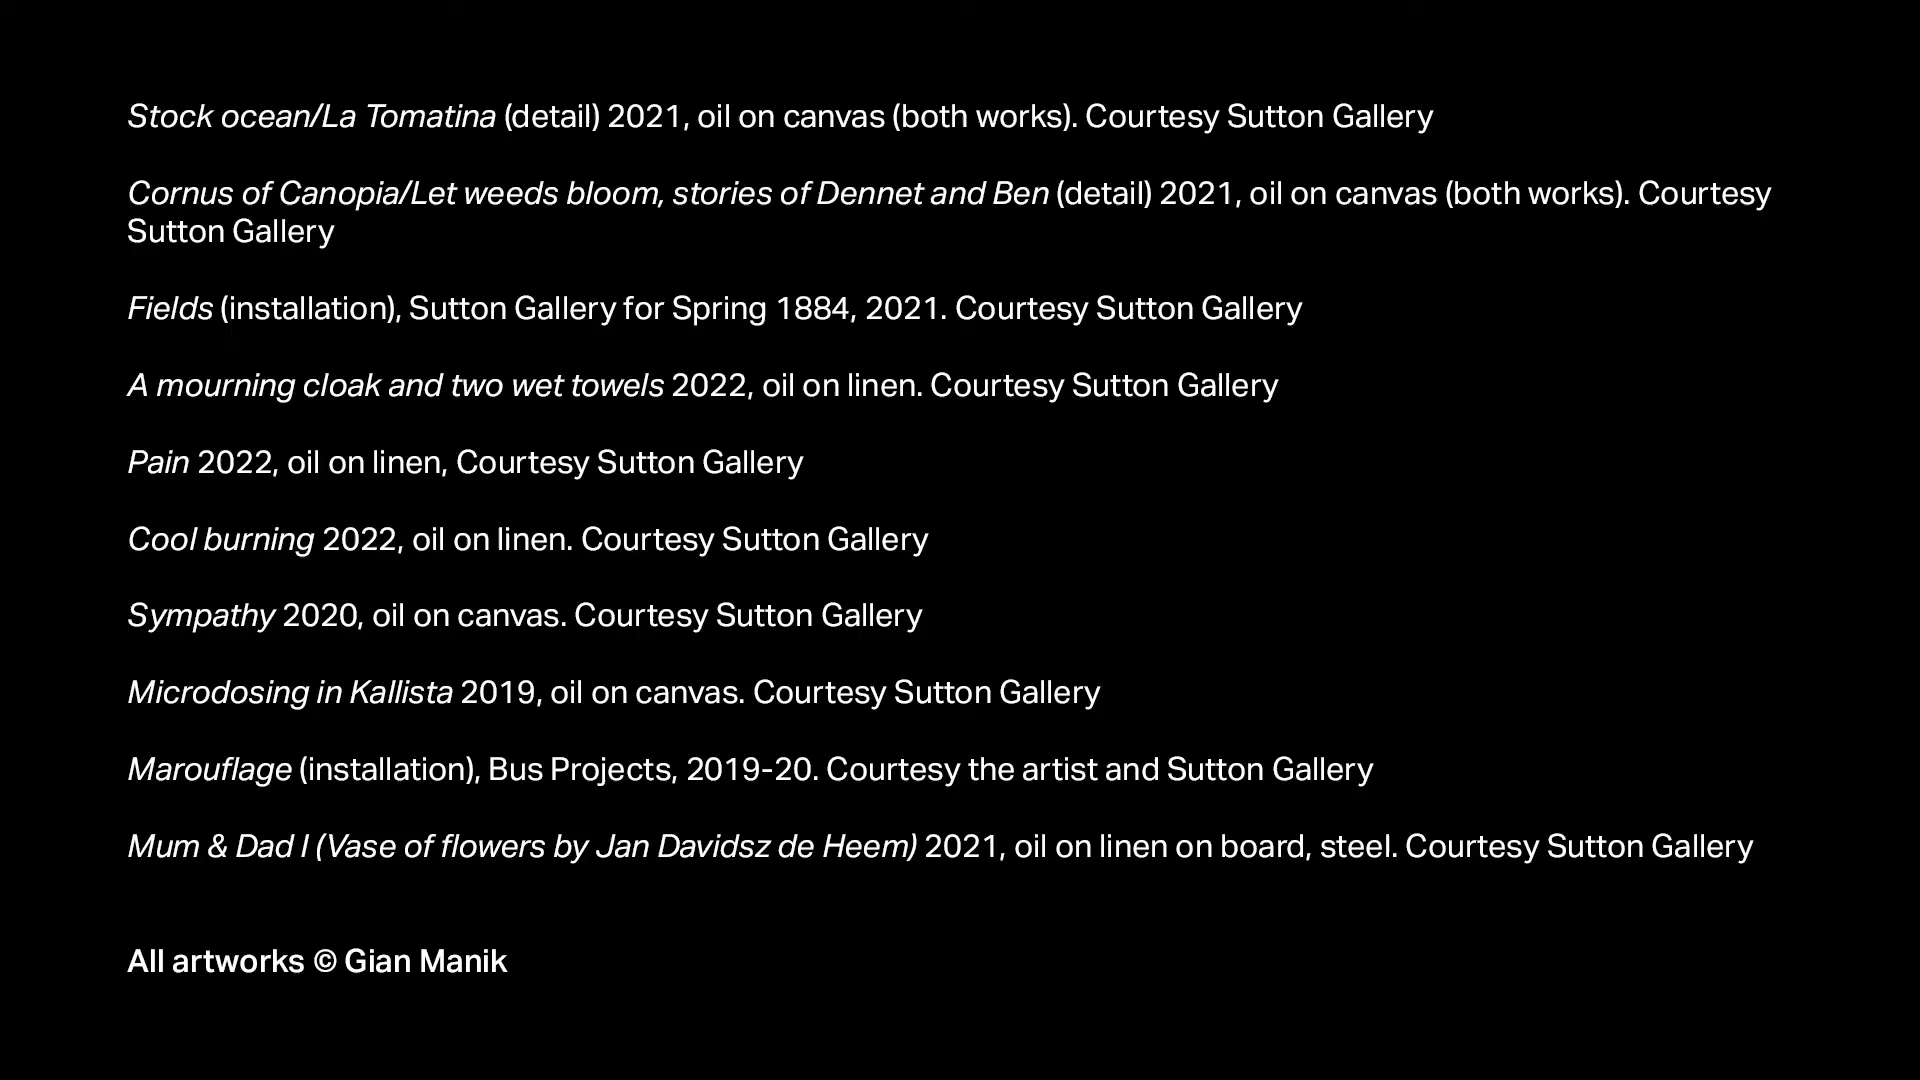 Stock ocean/La Tomatina (detail) 2021, oil on canvas (both works). Courtesy Sutton Gallery
Cornus of Canopia/Let weeds bloom, stories of Dennet and Ben (detail) 2021, oil on canvas (both works). Courtesy
Sutton Gallery
Fields (installation), Sutton Gallery for Spring 1884, 2021. Courtesy Sutton Gallery
A mourning cloak and two wet towels 2022, oil on linen. Courtesy Sutton Gallery
Pain 2022, oil on linen, Courtesy Sutton Gallery
Cool burning 2022, oil on linen. Courtesy Sutton Gallery
Sympathy 2020, oil on canvas. Courtesy Sutton Gallery
Microdosing in Kallista 2019, oil on canvas. Courtesy Sutton Gallery
Marouflage (installation), Bus Projects, 2019-20. Courtesy the artist and Sutton Gallery
Mum & Dad I (Vase of flowers by Jan Davidsz de Heem) 2021, oil on linen on board, steel. Courtesy Sutton Gallery
All artworks © Gian Manik